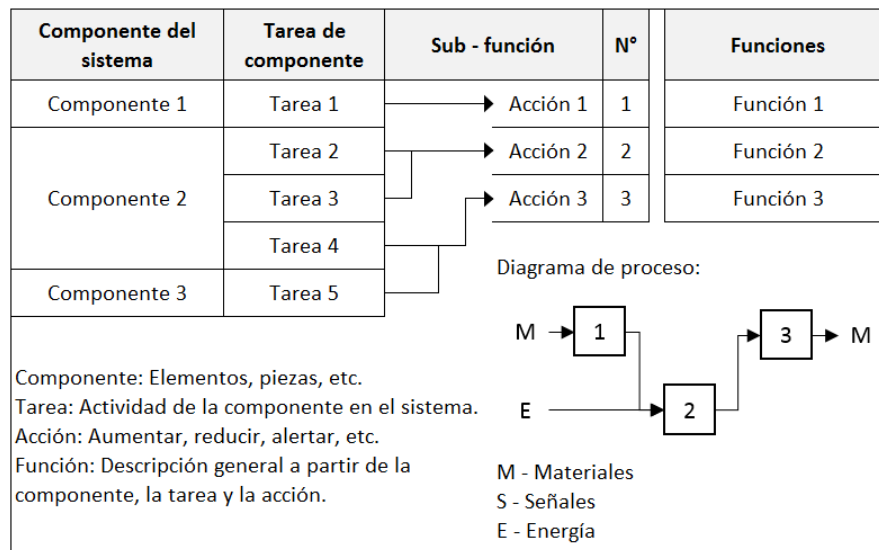 Componente del sistema
Tarea de componente
Sub - función
N°
Funciones
Componente 1
Tarea 1
Acción 1
1
Función 1
Componente 2
Tarea 2
Acción 2
2
Función 2
Tarea 3
Acción 3
3
Función 3
Tarea 4
Componente 3
Tarea 5
Diagrama de proceso:
M
1
3
M
E
2
Componente: Elementos, piezas, etc.
Tarea: Actividad de la componente en el sistema.
Acción: Aumentar, reducir, alertar, etc.
Función: Descripción general a partir de la
componente, la tarea y la acción.
M - Materiales
S - Señales
E - Energía